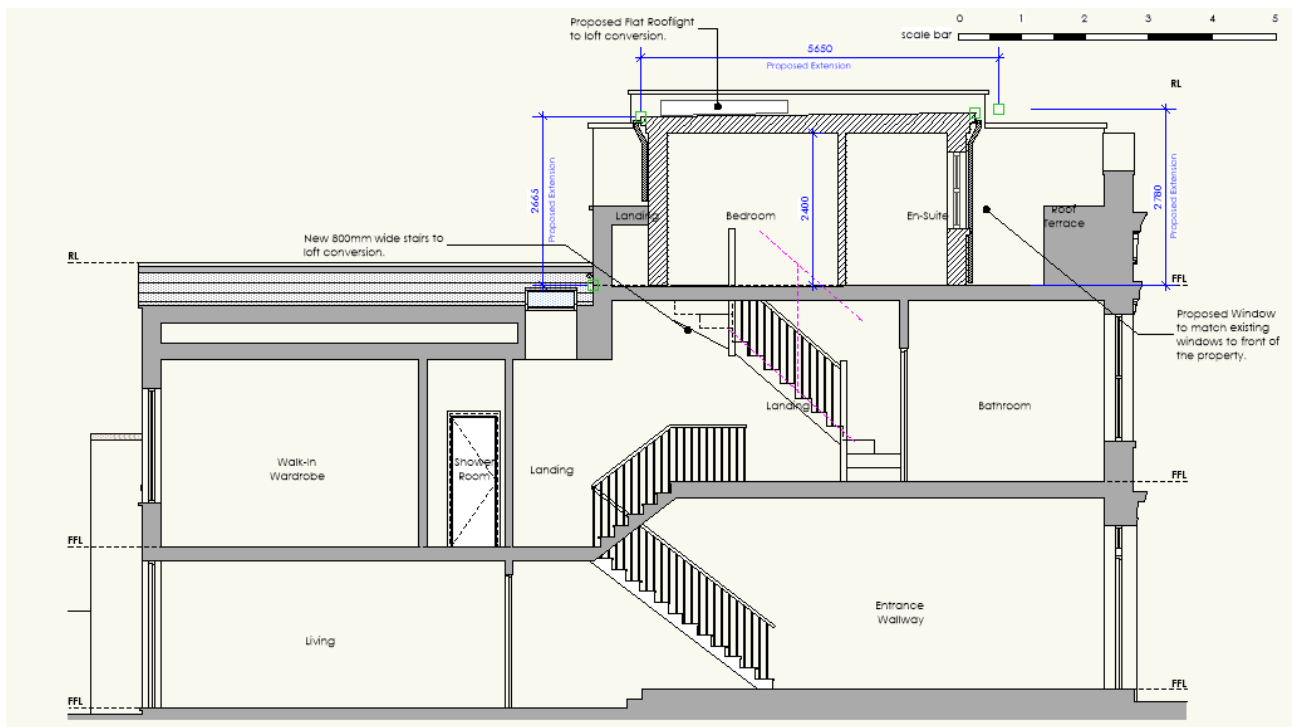 Proposed Flat Rooflight
to loft conversion.
scale bar
0 1 2 3 4 5
5650
Proposed Extension
RL
2665
Proposed Extension
2400
2780
Proposed Extension
Landing
Bedroom
En-Suite
Roof
Terrace
New 800mm wide stairs to
loft conversion.
RL
FFL
Proposed Window
to match existing
windows to front of
the property.
Landing
Bathroom
Walk-In
Wardrobe
Shower
Room
Landing
FFL
FFL
Entrance
Wallway
Living
FFL
FFL